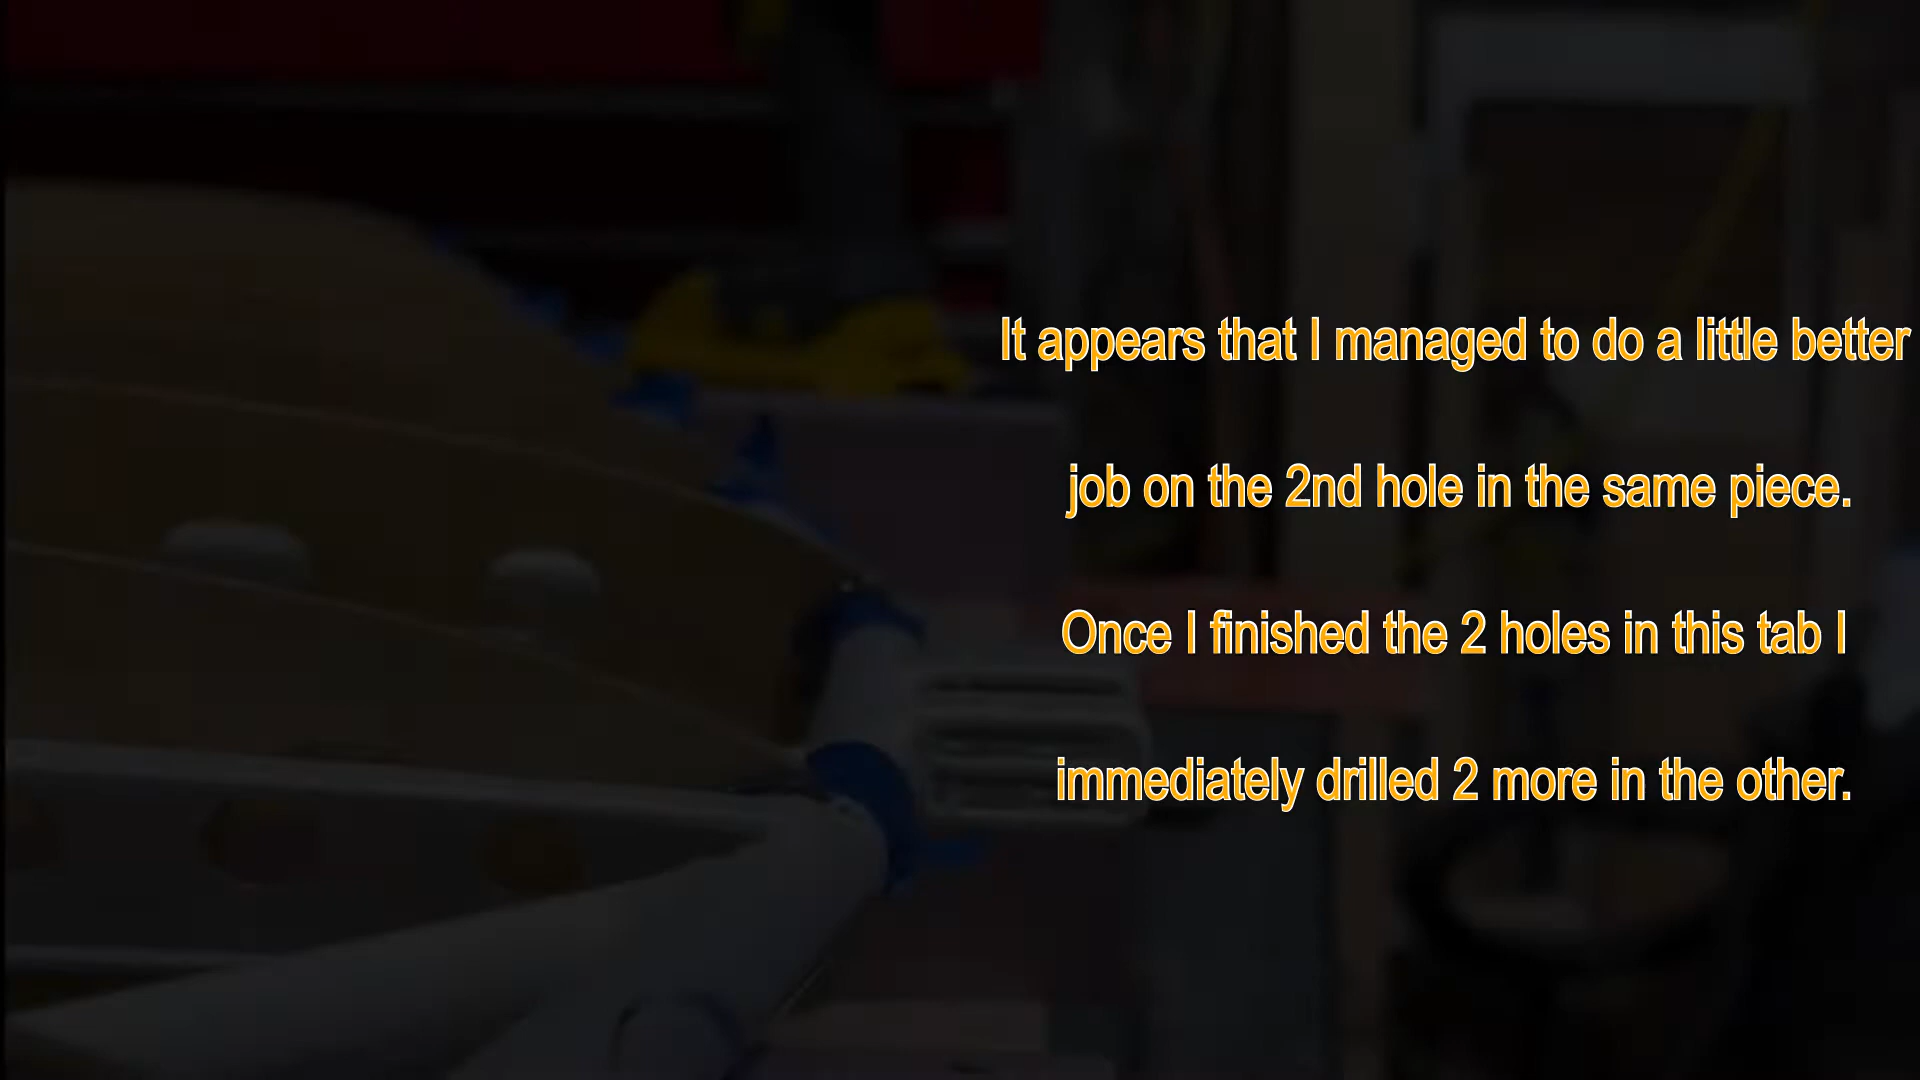 It appears that I managed to do a little better
job on the 2nd hole in the same piece.
Once I finished the 2 holes in this tab I
immediately drilled 2 more in the other.